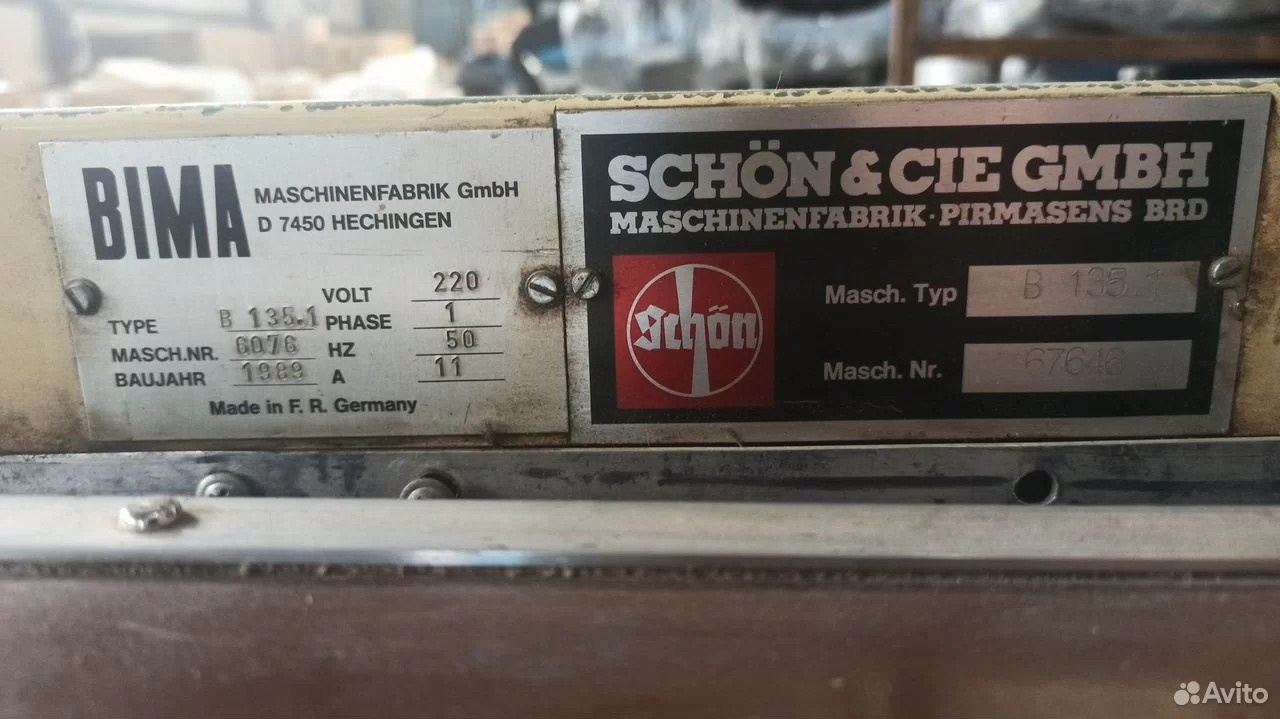 BIMA
MASCHINENFABRIK GmbH
D 7450 HECHINGEN
TYPE B 135.1
MASCH.NR. 6076
BAUJAHR 1989
VOLT 220
PHASE 1
HZ 50
A 11
Made in F. R. Germany
SCHÖN & CIE GMBH
MASCHINENFABRIK · PIRMASENS BRD
Schön
Masch. Typ B 135.1
Masch. Nr. 67646
Avito